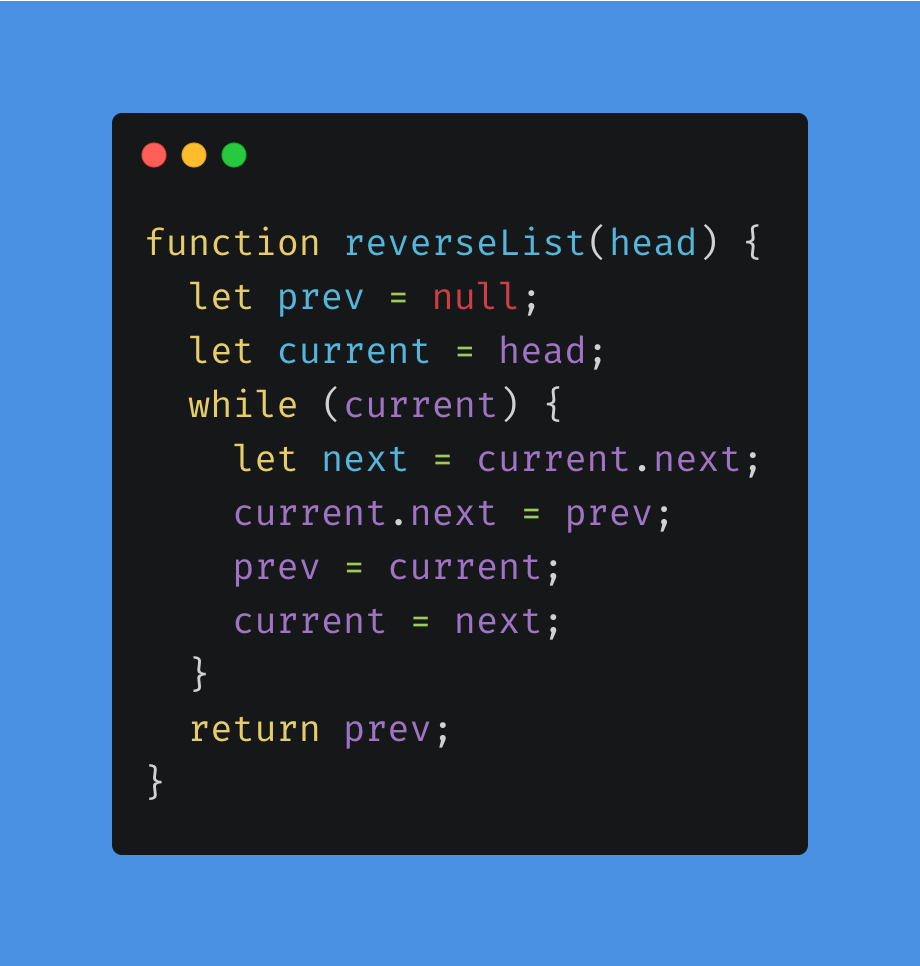 function reverseList(head) {
  let prev = null;
  let current = head;
  while (current) {
    let next = current.next;
    current.next = prev;
    prev = current;
    current = next;
  }
  return prev;
}